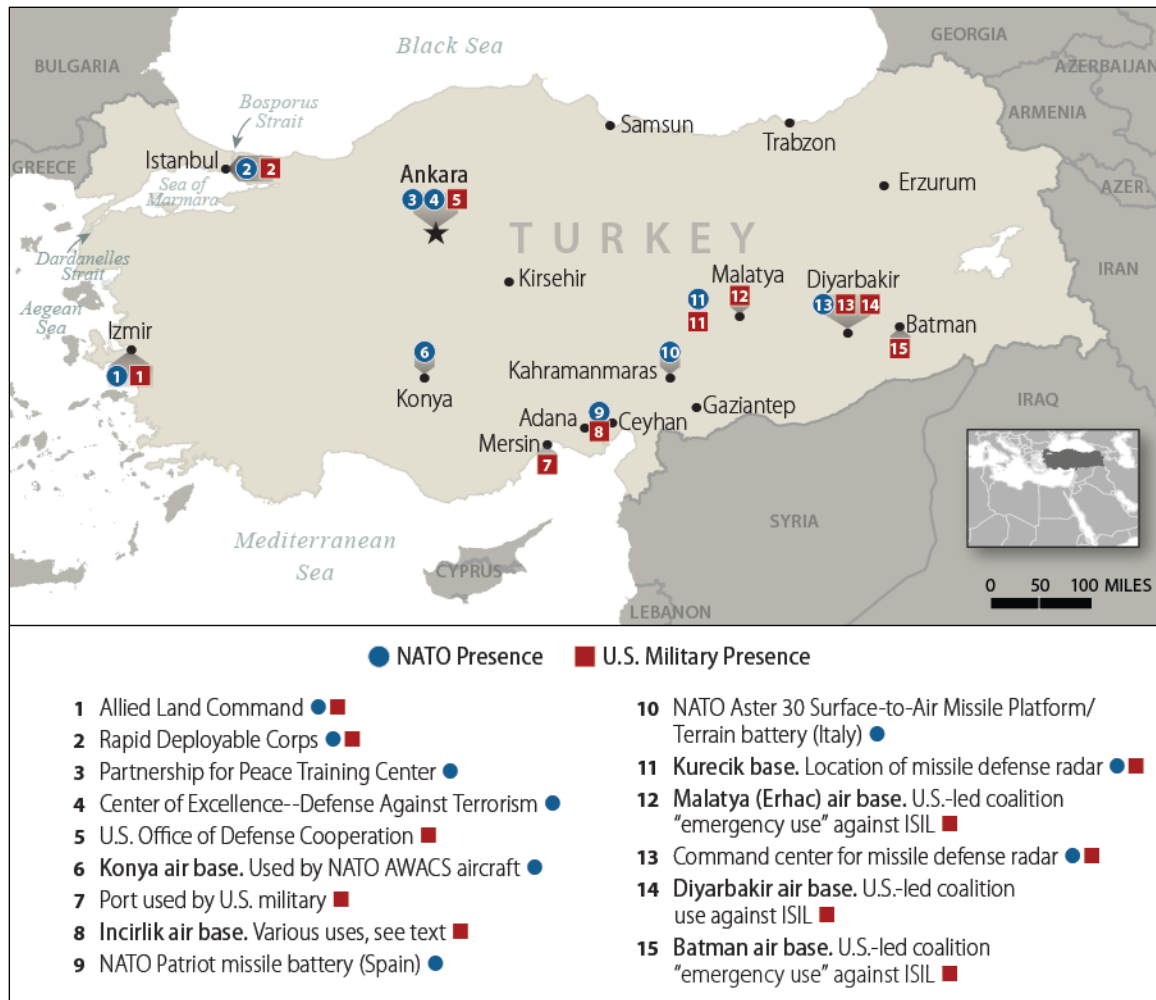 Black Sea
GEORGIA
BULGARIA
AZERBAIJAN
Bosporus
Strait
ARMENIA
Samsun
Trabzon
GREECE
Istanbul
2 2
Sea of
Marmara
Ankara
3 4 5
Erzurum
AZER.
TURKEY
Dardanelles
Strait
IRAN
Kirsehir
Malatya
12
Diyarbakir
13 13 14
11
11
Aegean
Sea
Izmir
1 1
Batman
15
6
Konya
10
Kahramanmaras
Gaziantep
IRAQ
9
Adana
Ceyhan
8
Mersin
7
SYRIA
Mediterranean
Sea
CYPRUS
LEBANON
0 50 100 MILES
NATO Presence U.S. Military Presence
1 Allied Land Command
2 Rapid Deployable Corps
3 Partnership for Peace Training Center
4 Center of Excellence--Defense Against Terrorism
5 U.S. Office of Defense Cooperation
6 Konya air base. Used by NATO AWACS aircraft
7 Port used by U.S. military
8 Incirlik air base. Various uses, see text
9 NATO Patriot missile battery (Spain)
10 NATO Aster 30 Surface-to-Air Missile Platform/
Terrain battery (Italy)
11 Kurecik base. Location of missile defense radar
12 Malatya (Erhac) air base. U.S.-led coalition
"emergency use" against ISIL
13 Command center for missile defense radar
14 Diyarbakir air base. U.S.-led coalition
use against ISIL
15 Batman air base. U.S.-led coalition
"emergency use" against ISIL